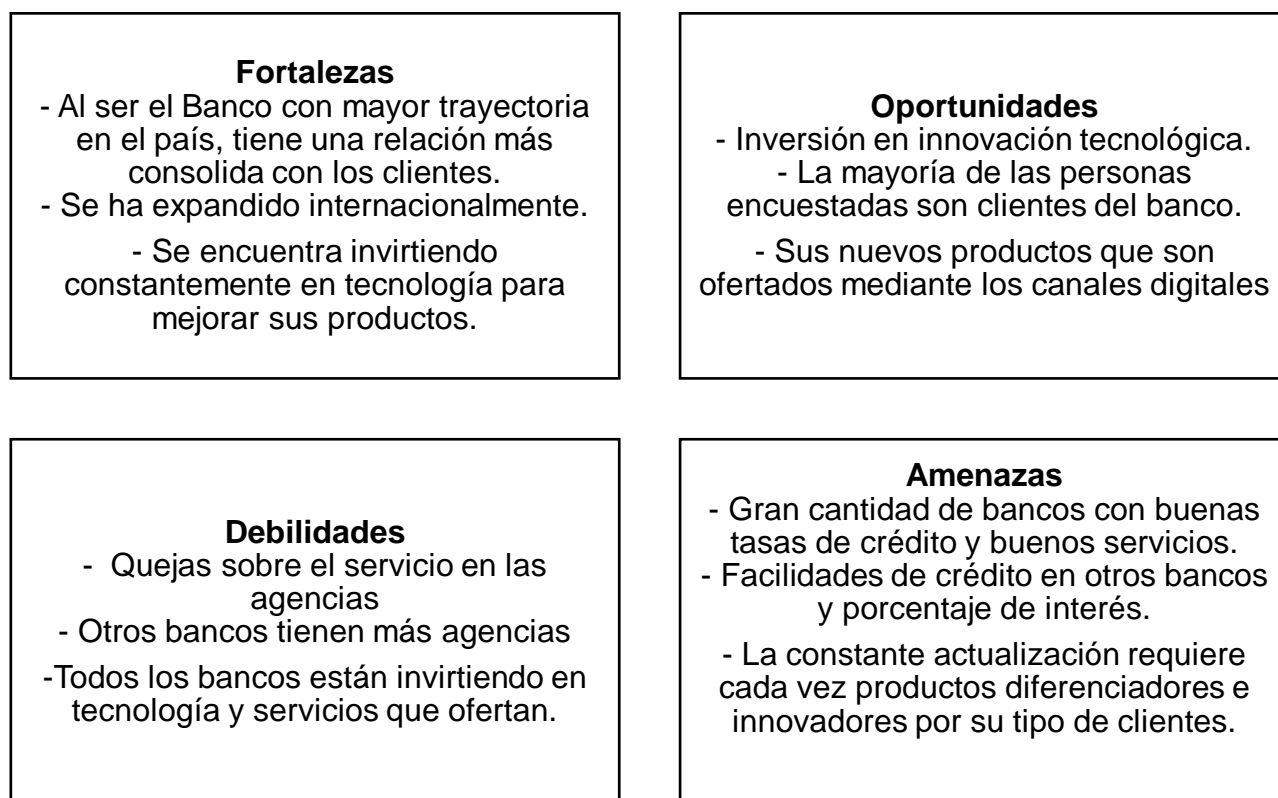 Fortalezas
- Al ser el Banco con mayor trayectoria
en el país, tiene una relación más
consolida con los clientes.
- Se ha expandido internacionalmente.
- Se encuentra invirtiendo
constantemente en tecnología para
mejorar sus productos.
Oportunidades
- Inversión en innovación tecnológica.
- La mayoría de las personas
encuestadas son clientes del banco.
- Sus nuevos productos que son
ofertados mediante los canales digitales
Debilidades
- Quejas sobre el servicio en las
agencias
- Otros bancos tienen más agencias
-Todos los bancos están invirtiendo en
tecnología y servicios que ofertan.
Amenazas
- Gran cantidad de bancos con buenas
tasas de crédito y buenos servicios.
- Facilidades de crédito en otros bancos
y porcentaje de interés.
- La constante actualización requiere
cada vez productos diferenciadores e
innovadores por su tipo de clientes.